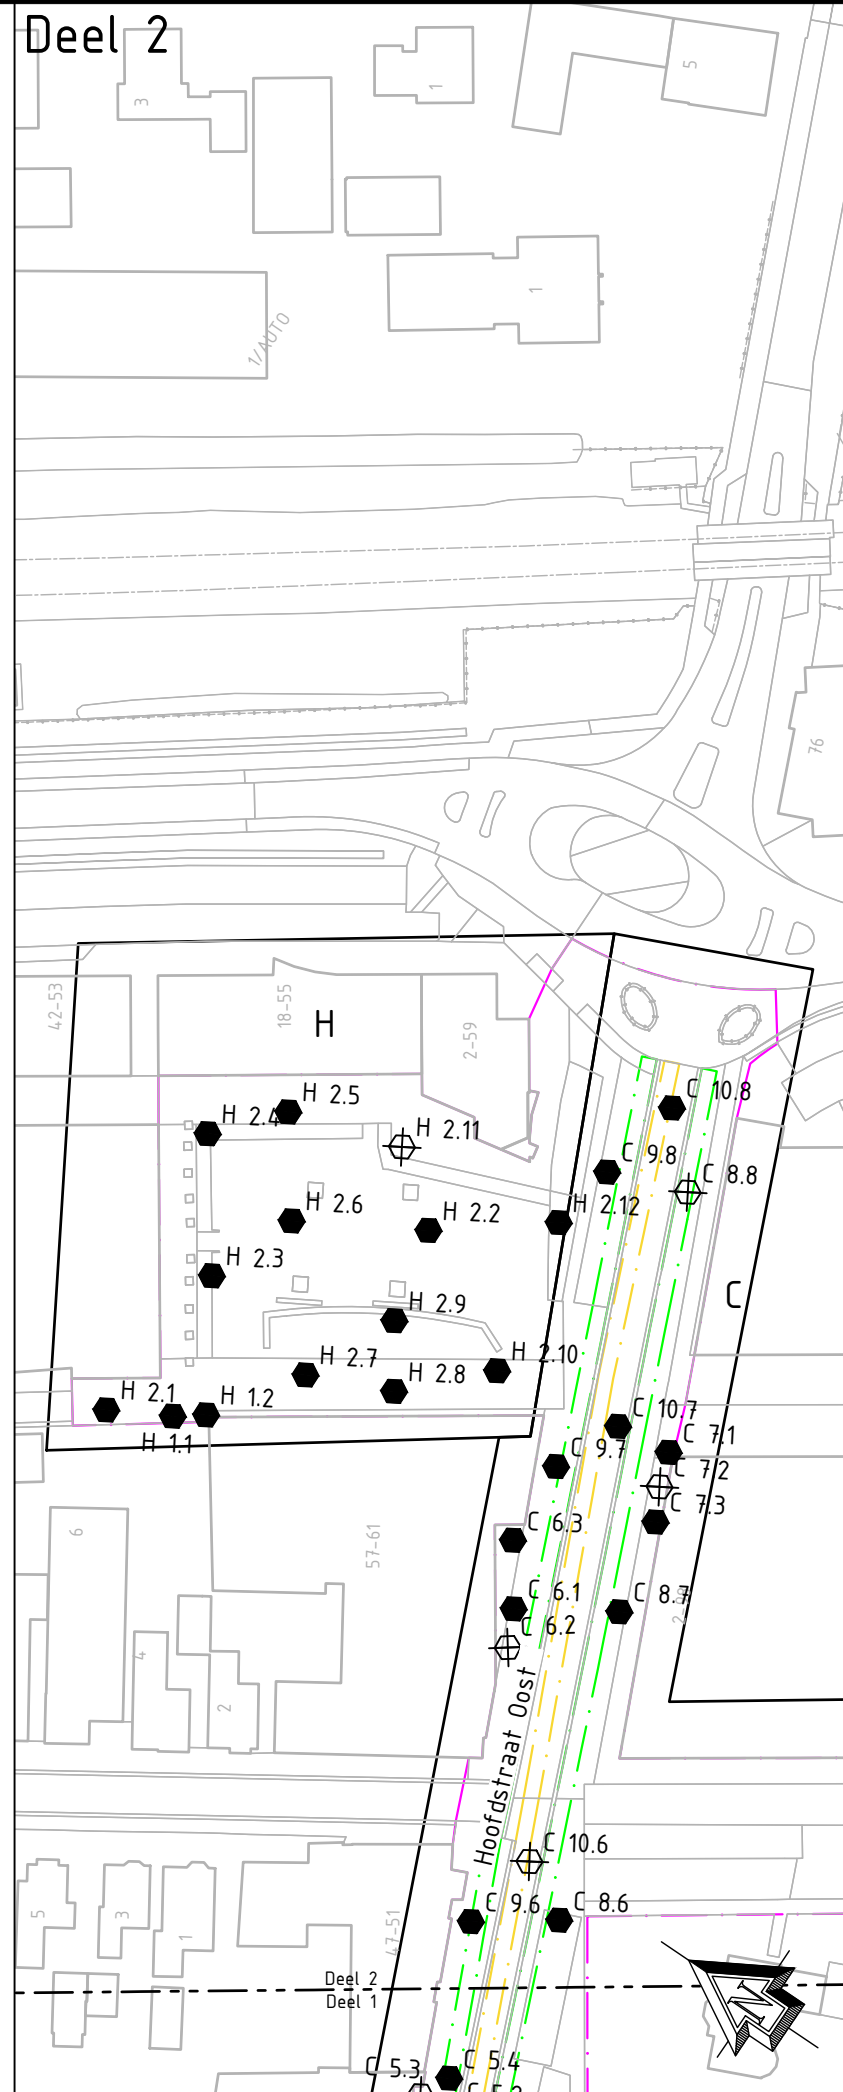 Deel 2
3
1
5
1
1/AUTO
76
42-53
18-55
H
2-59
C 10.8
H 2.5
H 2.4
H 2.11
C 9.8
C 8.8
H 2.6
H 2.2
H 2.12
H 2.3
C
H 2.9
H 2.10
H 2.7
H 2.8
H 2.1
H 1.2
H 1.1
C 10.7
C 7.1
C 9.7
C 7.2
C 7.3
C 6.3
6
57-61
C 6.1
C 8.7
C 6.2
4
2
Hoofdstraat Oost
C 10.6
C 9.6
C 8.6
5
3
1
47-51
N
Deel 2
Deel 1
C 5.3
C 5.4